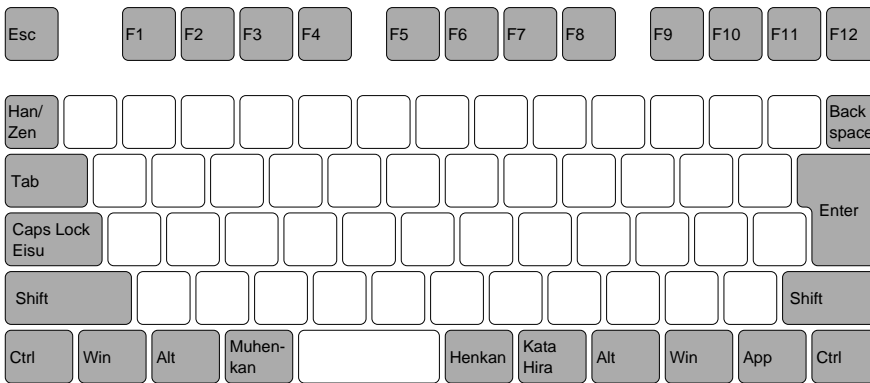 Esc F1 F2 F3 F4 F5 F6 F7 F8 F9 F10 F11 F12
Han/
Zen
Back
space
Tab
Enter
Caps Lock
Eisu
Shift Shift
Ctrl Win Alt Muhen-
kan
Henkan Kata
Hira
Alt Win App Ctrl